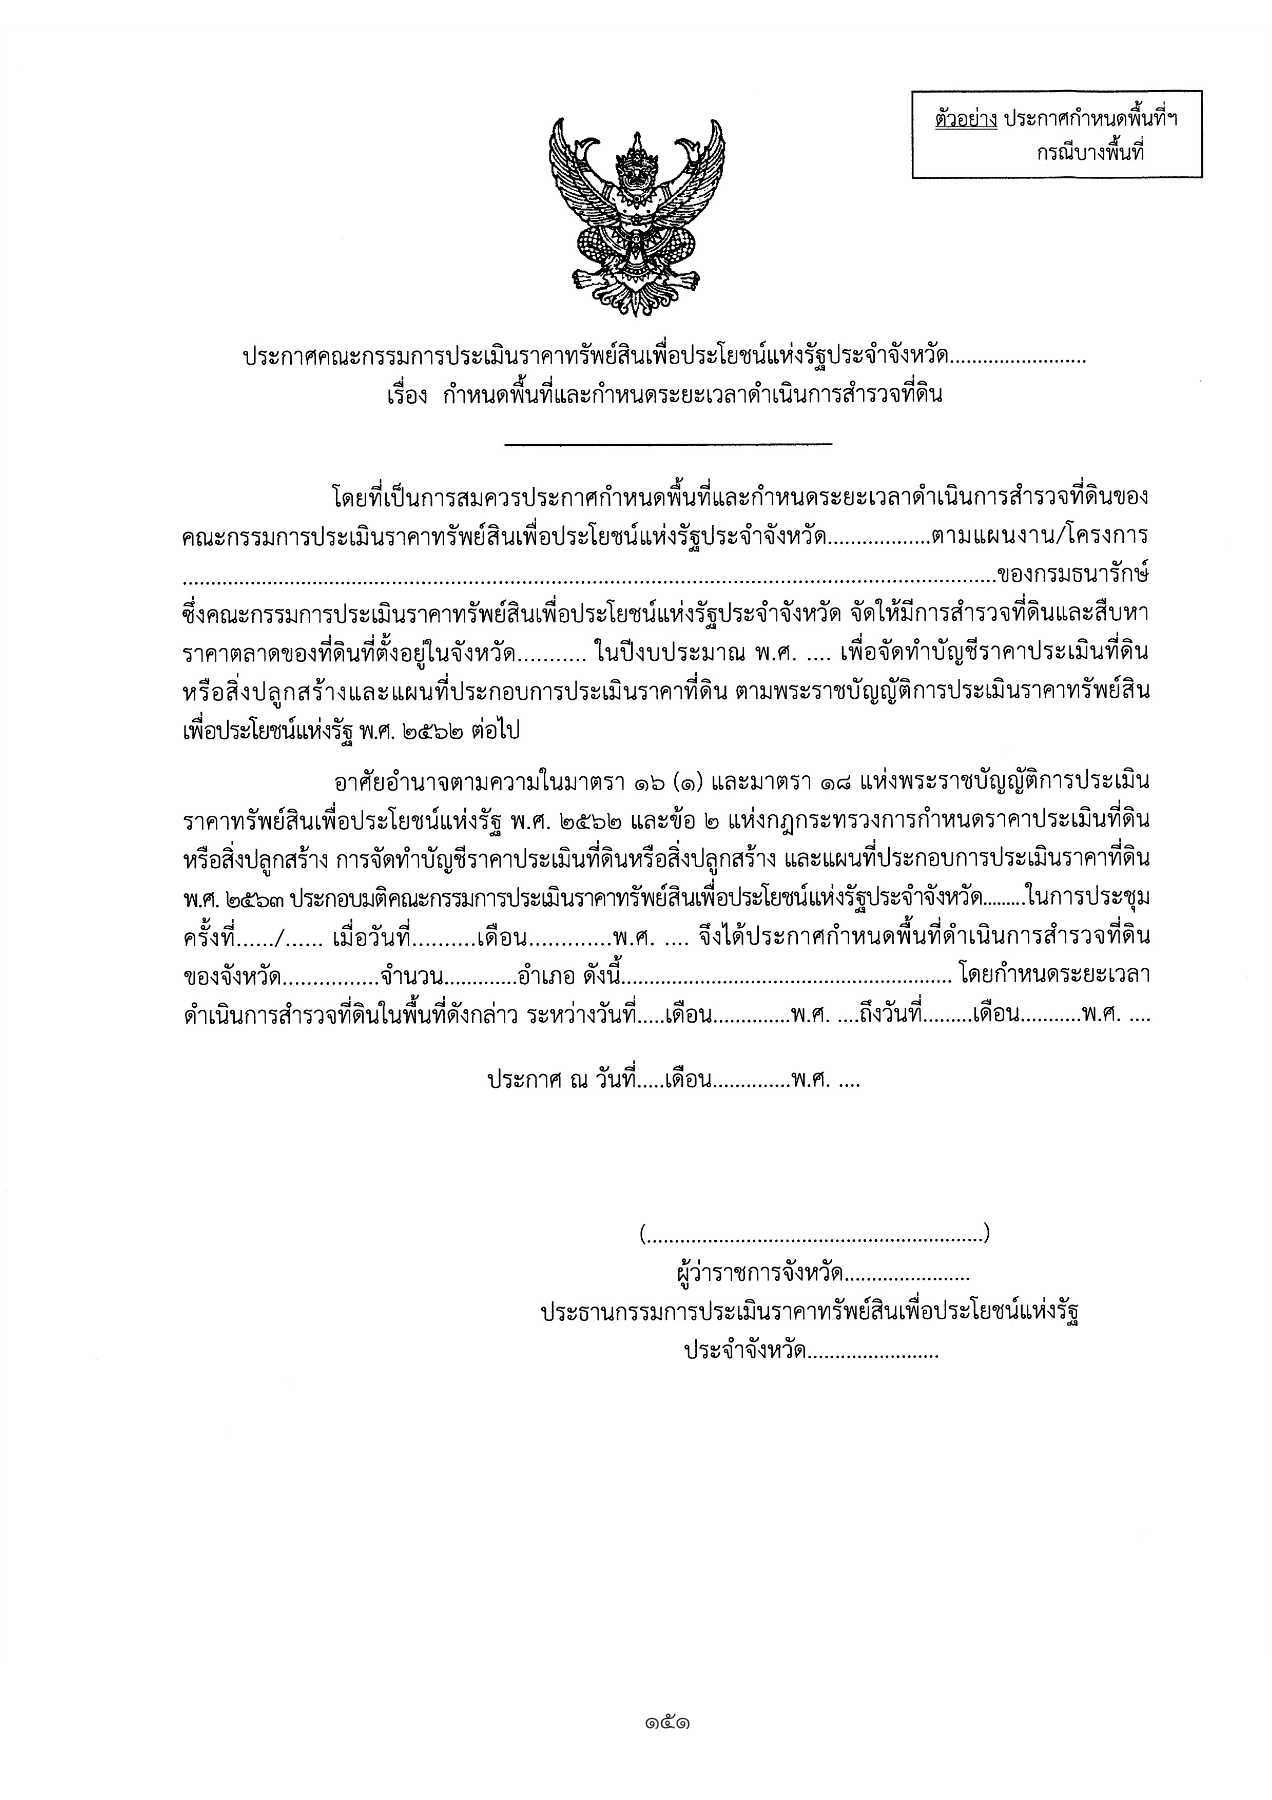 ตัวอย่าง ประกาศกำหนดพื้นที่ฯ
กรณีบางพื้นที่
ประกาศคณะกรรมการประเมินราคาทรัพย์สินเพื่อประโยชน์แห่งรัฐประจำจังหวัด.........................
เรื่อง กำหนดพื้นที่และกำหนดระยะเวลาดำเนินการสำรวจที่ดิน
โดยที่เป็นการสมควรประกาศกำหนดพื้นที่และกำหนดระยะเวลาดำเนินการสำรวจที่ดินของ
คณะกรรมการประเมินราคาทรัพย์สินเพื่อประโยชน์แห่งรัฐประจำจังหวัด..................ตามแผนงาน/โครงการ
....................................................................................................................................................ของกรมธนารักษ์
ซึ่งคณะกรรมการประเมินราคาทรัพย์สินเพื่อประโยชน์แห่งรัฐประจำจังหวัด จัดให้มีการสำรวจที่ดินและสืบหา
ราคาตลาดของที่ดินที่ตั้งอยู่ในจังหวัด........... ในปีงบประมาณ พ.ศ. .... เพื่อจัดทำบัญชีราคาประเมินที่ดิน
หรือสิ่งปลูกสร้างและแผนที่ประกอบการประเมินราคาที่ดิน ตามพระราชบัญญัติการประเมินราคาทรัพย์สิน
เพื่อประโยชน์แห่งรัฐ พ.ศ. ๒๕๖๒ ต่อไป
อาศัยอำนาจตามความในมาตรา ๑๖ (๑) และมาตรา ๑๘ แห่งพระราชบัญญัติการประเมิน
ราคาทรัพย์สินเพื่อประโยชน์แห่งรัฐ พ.ศ. ๒๕๖๒ และข้อ ๒ แห่งกฎกระทรวงการกำหนดราคาประเมินที่ดิน
หรือสิ่งปลูกสร้าง การจัดทำบัญชีราคาประเมินที่ดินหรือสิ่งปลูกสร้าง และแผนที่ประกอบการประเมินราคาที่ดิน
พ.ศ. ๒๕๖๓ ประกอบมติคณะกรรมการประเมินราคาทรัพย์สินเพื่อประโยชน์แห่งรัฐประจำจังหวัด.........ในการประชุม
ครั้งที่....../...... เมื่อวันที่..........เดือน.............พ.ศ. .... จึงได้ประกาศกำหนดพื้นที่ดำเนินการสำรวจที่ดิน
ของจังหวัด................จำนวน............อำเภอ ดังนี้...................................................... โดยกำหนดระยะเวลา
ดำเนินการสำรวจที่ดินในพื้นที่ดังกล่าว ระหว่างวันที่.....เดือน..............พ.ศ. ....ถึงวันที่.........เดือน...........พ.ศ. ....
ประกาศ ณ วันที่.....เดือน..............พ.ศ. ....
(.............................................................)
ผู้ว่าราชการจังหวัด.......................
ประธานกรรมการประเมินราคาทรัพย์สินเพื่อประโยชน์แห่งรัฐ
ประจำจังหวัด........................
๑๕๑